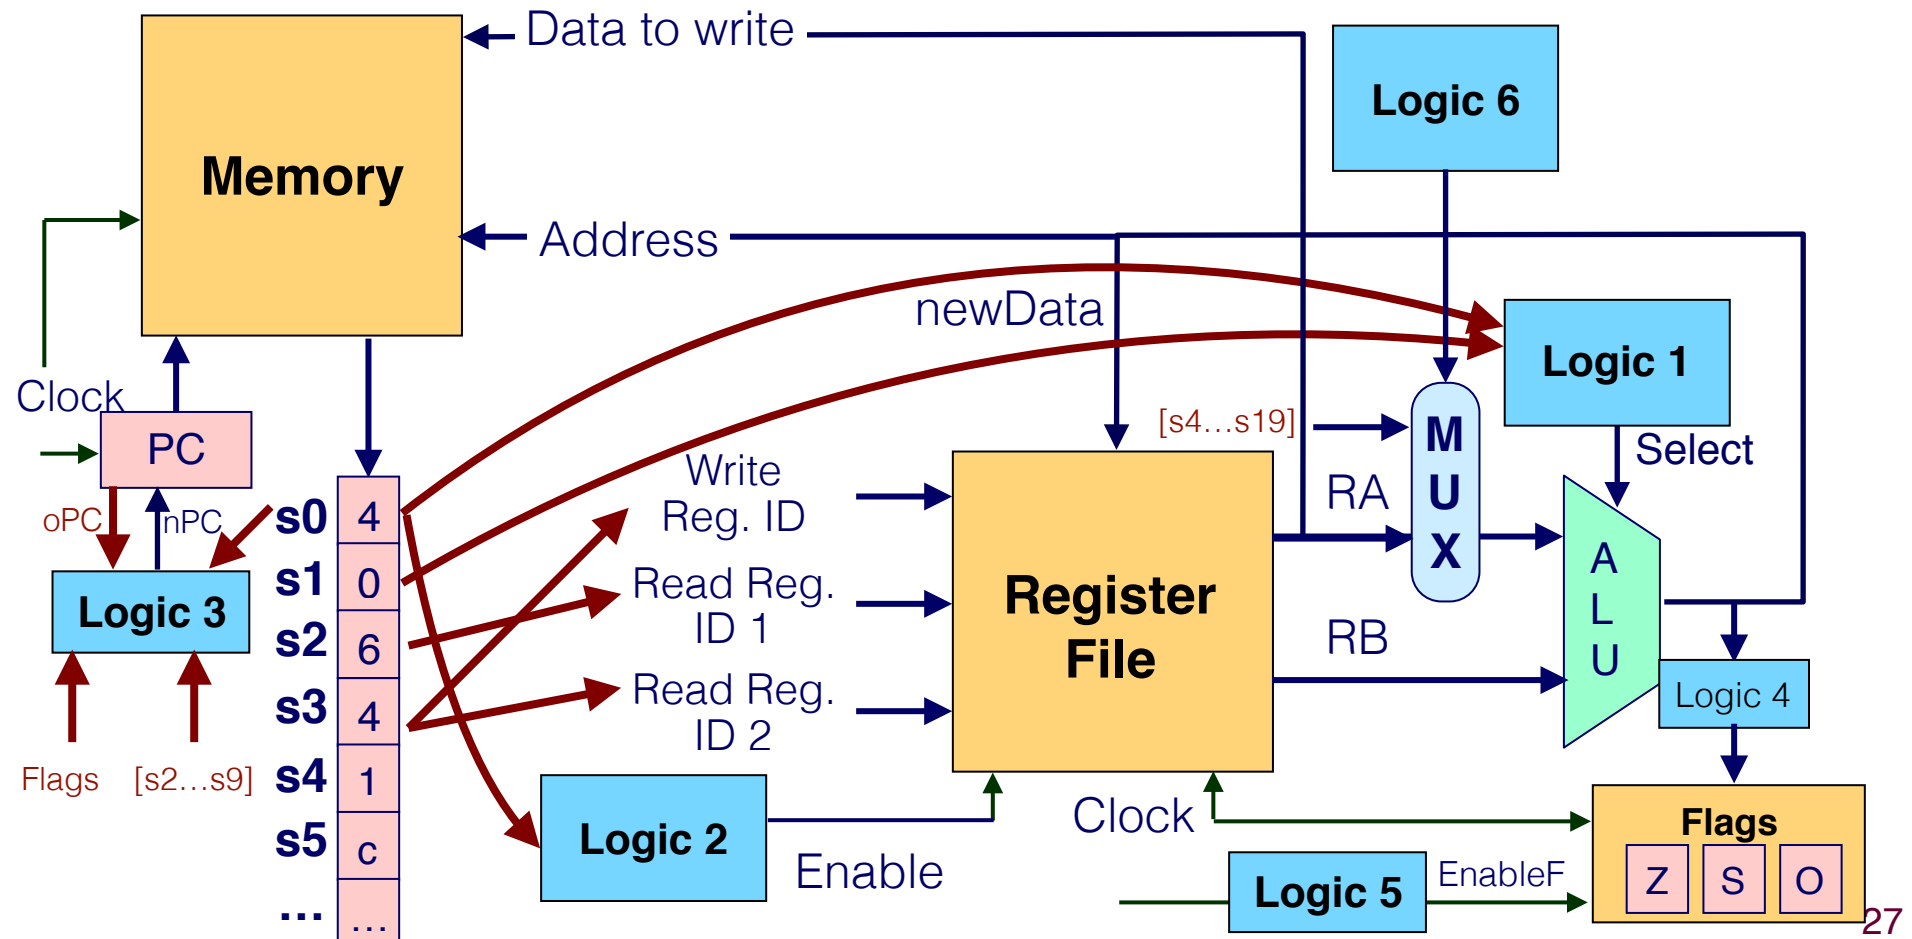 Data to write
Logic 6
Memory
Address
newData
Logic 1
Clock
PC
[s4...s19]
M
U
X
Select
Write
Reg. ID
RA
oPC
nPC
s0 4
s1 0
Read Reg.
ID 1
Register
File
A
L
U
Logic 3
s2 6
RB
Read Reg.
ID 2
s3 4
Logic 4
Flags
[s2...s9]
s4 1
Clock
Flags
s5 c
Logic 2
Enable
Logic 5
EnableF
Z S O
... ...
27